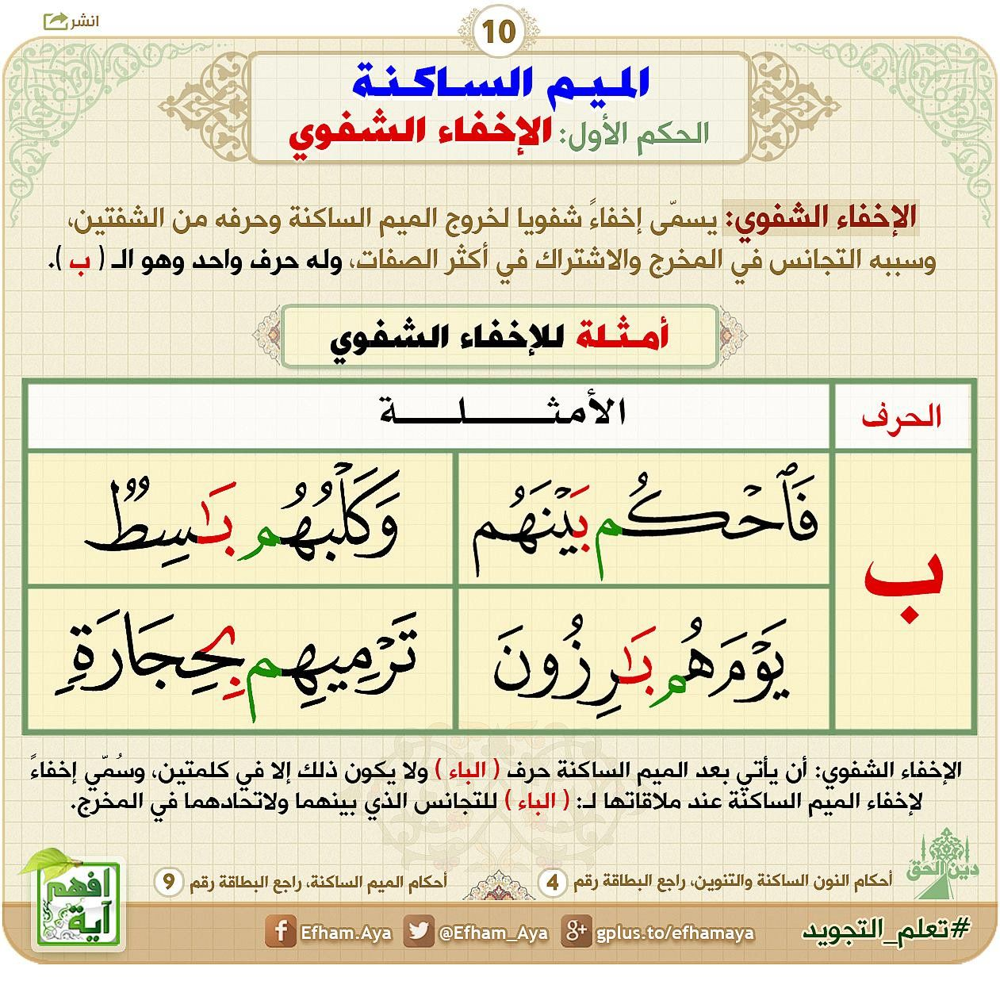 انشر
10
الميم الساكنة
الحكم الأول: الإخفاء الشفوي
الإخفاء الشفوي: يسمّى إخفاءً شفويا لخروج الميم الساكنة وحرفه من الشفتين،
وسببه التجانس في المخرج والاشتراك في أكثر الصفات، وله حرف واحد وهو الـ ( ب ).
أمثلة للإخفاء الشفوي
الحرف
الأمثـــــلـــــة
ب
فَٱحْكُم بَيْنَهُم
وَكَلْبُهُم بَٰسِطٌ
يَوْمَ هُم بَٰرِزُونَ
تَرْمِيهِم بِحِجَارَةٍ
الإخفاء الشفوي: أن يأتي بعد الميم الساكنة حرف ( الباء ) ولا يكون ذلك إلا في كلمتين، وسُمّي إخفاءً
لإخفاء الميم الساكنة عند ملاقاتها لـ: ( الباء ) للتجانس الذي بينهما ولاتحادهما في المخرج.
دين الحق
أحكام النون الساكنة والتنوين، راجع البطاقة رقم 4
أحكام الميم الساكنة، راجع البطاقة رقم 9
افهم
آية
#تعلم_التجويد
Efham.Aya @Efham_Aya gplus.to/efhamaya